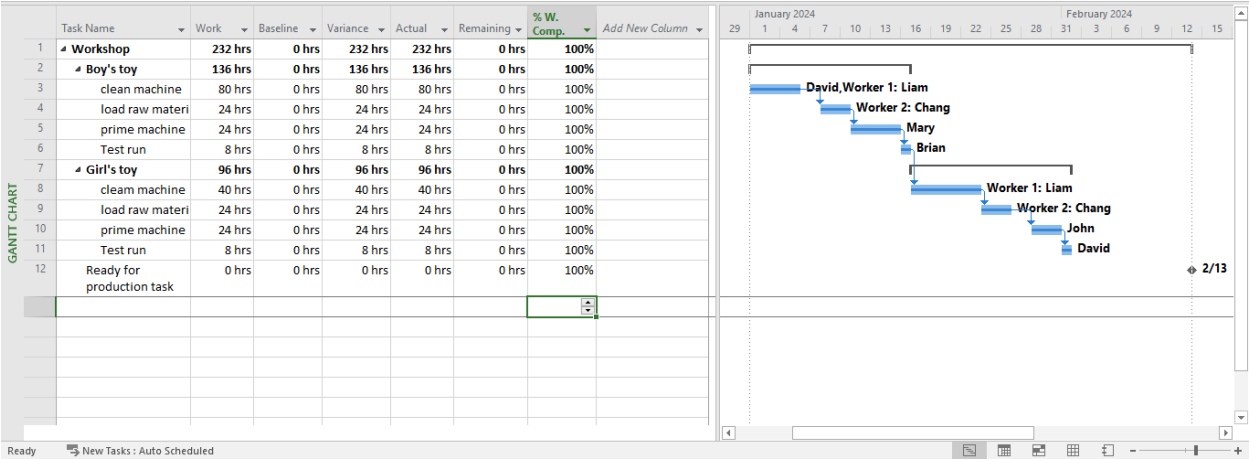 January 2024 February 2024
29 1 4 7 10 13 16 19 22 25 28 31 3 6 9 12 15
Task Name Work Baseline Variance Actual Remaining % W. Comp. Add New Column
1 Workshop 232 hrs 0 hrs 232 hrs 232 hrs 0 hrs 100%
2 Boy's toy 136 hrs 0 hrs 136 hrs 136 hrs 0 hrs 100%
3 clean machine 80 hrs 0 hrs 80 hrs 80 hrs 0 hrs 100% David,Worker 1: Liam
4 load raw materi 24 hrs 0 hrs 24 hrs 24 hrs 0 hrs 100% Worker 2: Chang
5 prime machine 24 hrs 0 hrs 24 hrs 24 hrs 0 hrs 100% Mary
6 Test run 8 hrs 0 hrs 8 hrs 8 hrs 0 hrs 100% Brian
7 Girl's toy 96 hrs 0 hrs 96 hrs 96 hrs 0 hrs 100%
8 cleam machine 40 hrs 0 hrs 40 hrs 40 hrs 0 hrs 100% Worker 1: Liam
9 load raw materi 24 hrs 0 hrs 24 hrs 24 hrs 0 hrs 100% Worker 2: Chang
10 prime machine 24 hrs 0 hrs 24 hrs 24 hrs 0 hrs 100% John
11 Test run 8 hrs 0 hrs 8 hrs 8 hrs 0 hrs 100% David
12 Ready for 0 hrs 0 hrs 0 hrs 0 hrs 0 hrs 100% 2/13
production task
GANTT CHART
Ready New Tasks : Auto Scheduled